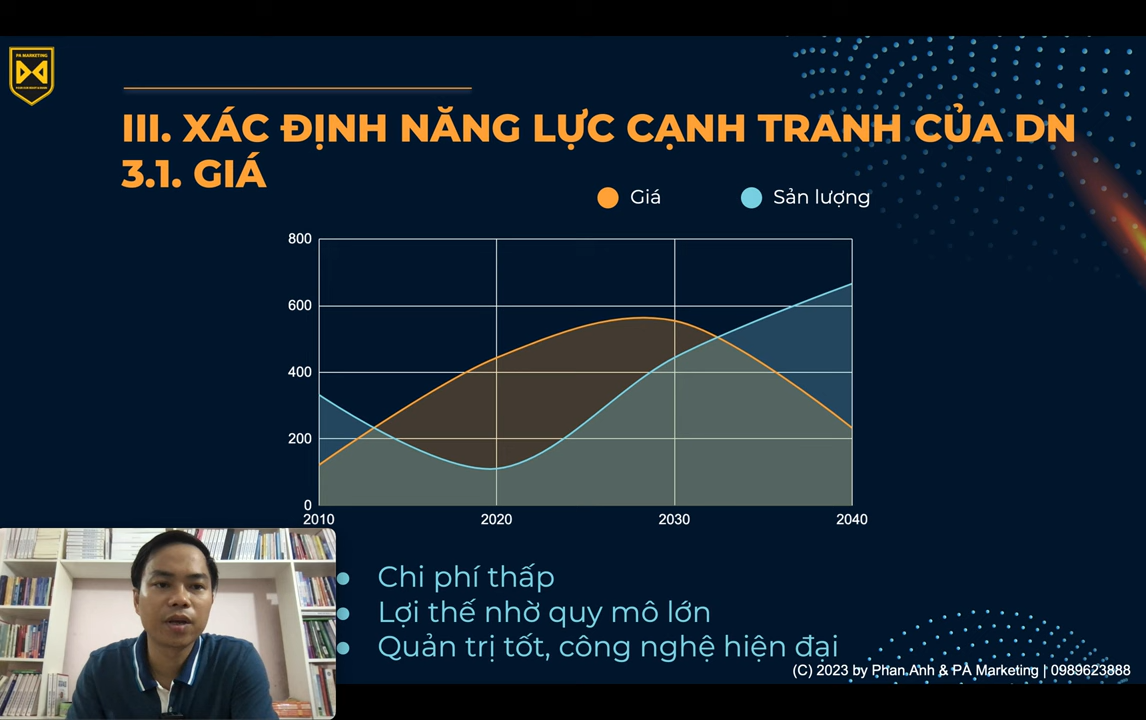 PA MARKETING
III. XÁC ĐỊNH NĂNG LỰC CẠNH TRANH CỦA DN
3.1. GIÁ
Giá
Sản lượng
800
600
400
200
0
2010
2020
2030
2040
Chi phí thấp
Lợi thế nhờ quy mô lớn
Quản trị tốt, công nghệ hiện đại
(C) 2023 by Phan Anh & PA Marketing | 0989623888